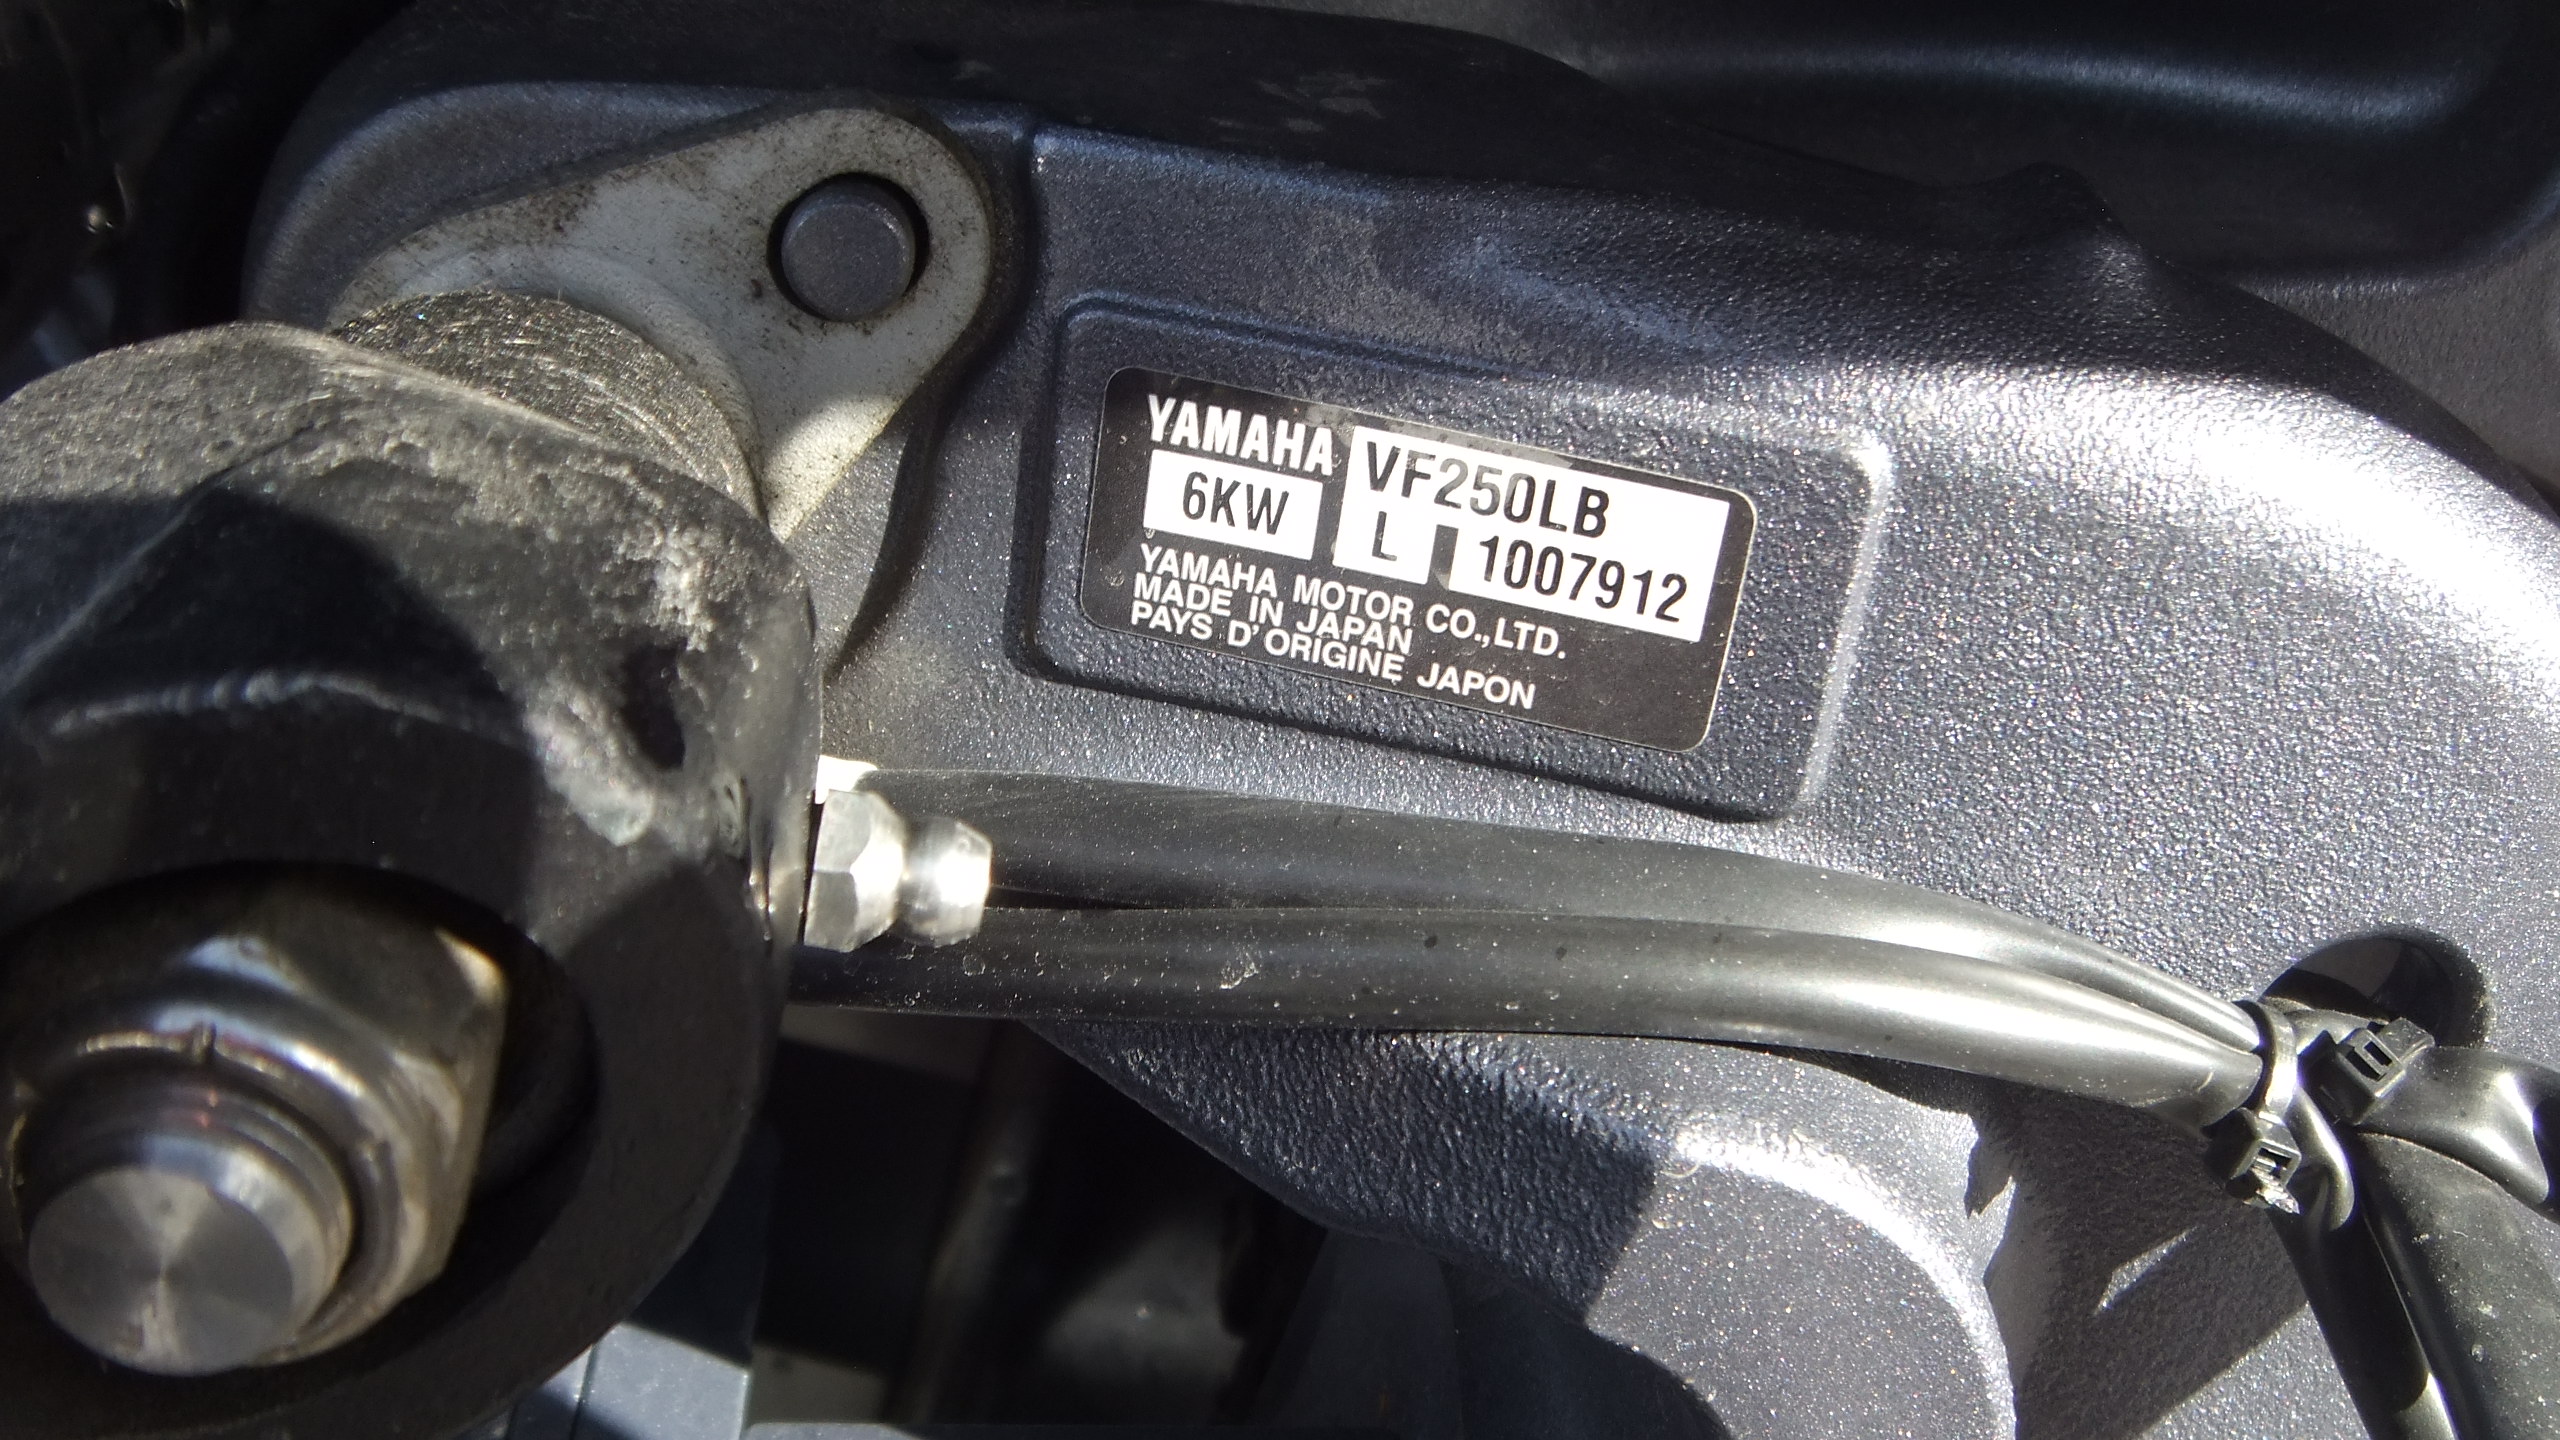 YAMAHA VF250LB
6KW L 1007912
YAMAHA MOTOR CO.,LTD.
MADE IN JAPAN
PAYS D'ORIGINE JAPON